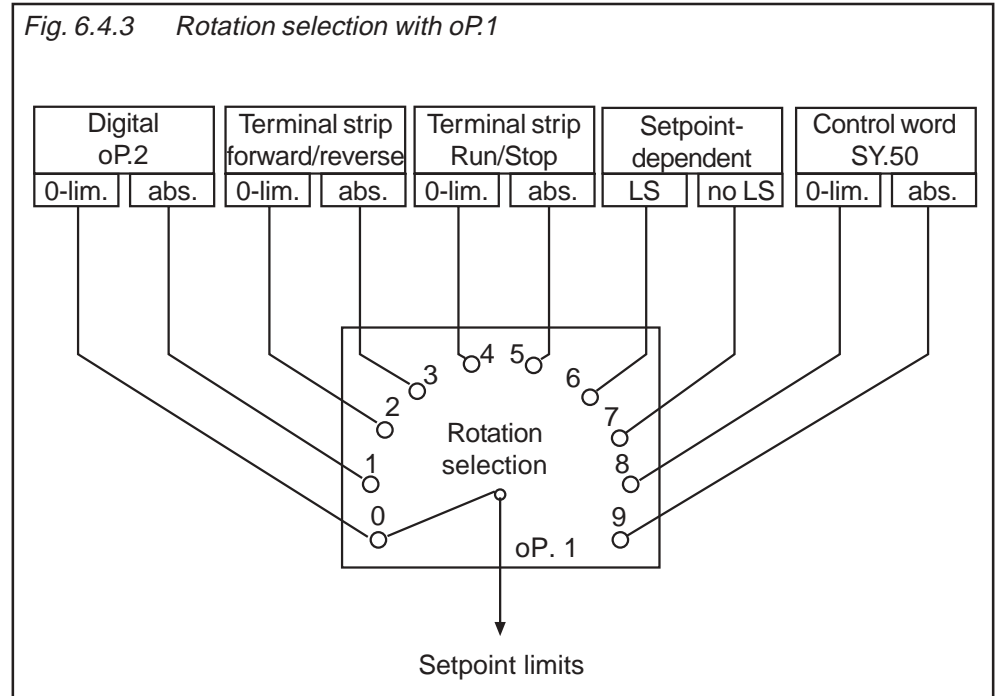 Fig. 6.4.3 Rotation selection with oP.1
Digital
oP.2
0-lim. abs.
Terminal strip
forward/reverse
0-lim. abs.
Terminal strip
Run/Stop
0-lim. abs.
Setpoint-
dependent
LS no LS
Control word
SY.50
0-lim. abs.
4 5
3 6
2 7
Rotation
selection
1 8
0 9
oP. 1
Setpoint limits